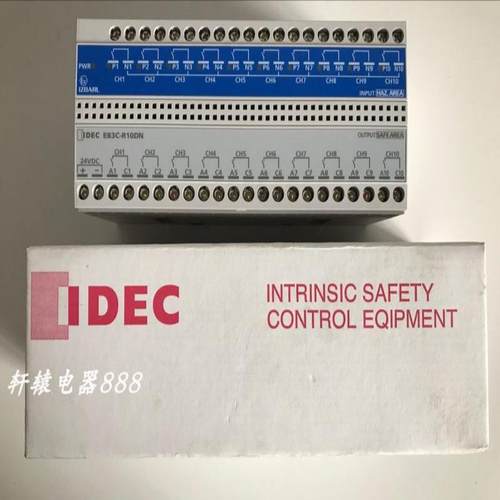 PWR P1 N1 P2 N2 P3 N3 P4 N4 P5 N5 P6 N6 P7 N7 P8 N8 P9 N9 P10 N10
CH1 CH2 CH3 CH4 CH5 CH6 CH7 CH8 CH9 CH10
IZBARL
INPUT HAZ.AREA
IDEC EB3C-R10DN
OUTPUT SAFE AREA
24VDC CH1 CH2 CH3 CH4 CH5 CH6 CH7 CH8 CH9 CH10
+ − A1 C1 A2 C2 A3 C3 A4 C4 A5 C5 A6 C6 A7 C7 A8 C8 A9 C9 A10 C10
IDEC
INTRINSIC SAFETY
CONTROL EQIPMENT
轩辕电器888